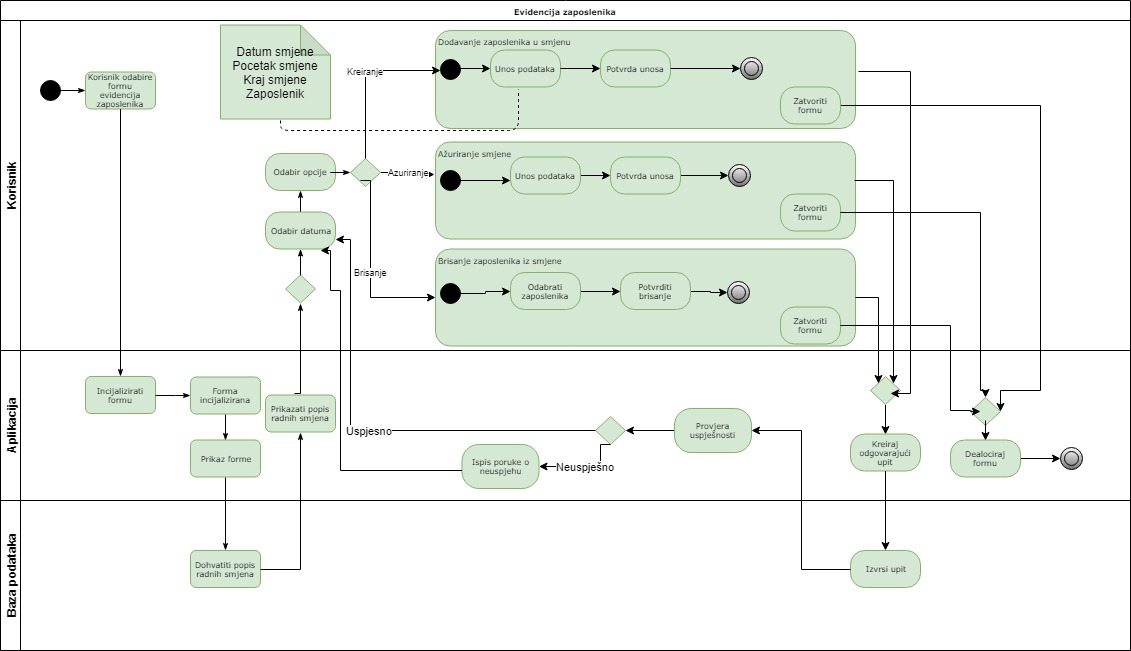 Evidencija zaposlenika
Korisnik
Korisnik odabire
formu
evidencija
zaposlenika
Datum smjene
Pocetak smjene
Kraj smjene
Zaposlenik
Kreiranje
Dodavanje zaposlenika u smjenu
Unos podataka
Potvrda unosa
Zatvoriti
formu
Odabir opcije
Azuriranje
Ažuriranje smjene
Unos podataka
Potvrda unosa
Zatvoriti
formu
Odabir datuma
Brisanje
Brisanje zaposlenika iz smjene
Odabrati
zaposlenika
Potvrditi
brisanje
Zatvoriti
formu
Aplikacija
Incijalizirati
formu
Forma
incijalizirana
Prikazati popis
radnih smjena
Prikaz forme
Uspjesno
Ispis poruke o
neuspjehu
Neuspješno
Provjera
uspješnosti
Kreiraj
odgovarajući
upit
Dealociraj
formu
Baza podataka
Dohvatiti popis
radnih smjena
Izvrsi upit